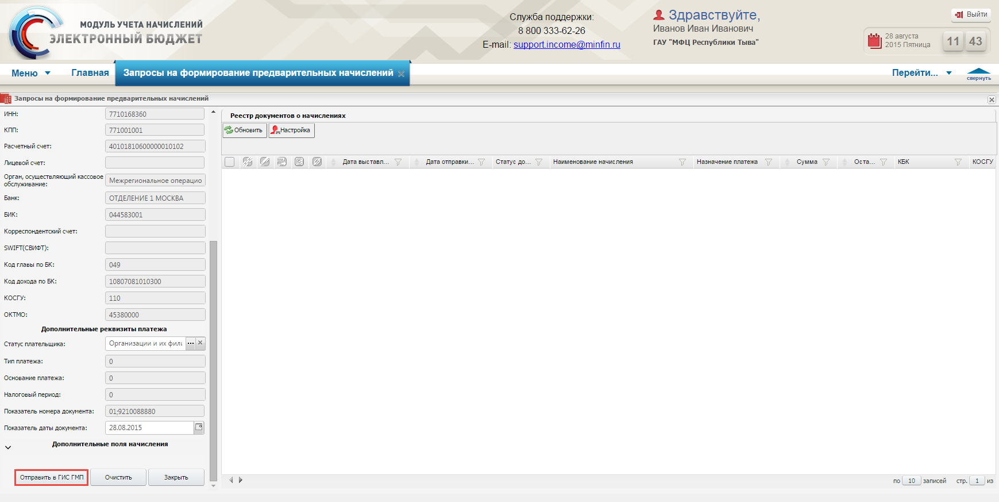 МОДУЛЬ УЧЕТА НАЧИСЛЕНИЙ
ЭЛЕКТРОННЫЙ БЮДЖЕТ
Служба поддержки:
8 800 333-62-26
E-mail: support.income@minfin.ru
Здравствуйте,
Иванов Иван Иванович
ГАУ "МФЦ Республики Тыва"
Выйти
28 августа
2015 Пятница
11 43
Меню Главная Запросы на формирование предварительных начислений Перейти... свернуть
Запросы на формирование предварительных начислений
ИНН: 7710168360
КПП: 771001001
Расчетный счет: 40101810600000010102
Лицевой счет:
Орган, осуществляющий кассовое
обслуживание: Межрегиональное операцио
Банк: ОТДЕЛЕНИЕ 1 МОСКВА
БИК: 044583001
Корреспондентский счет:
SWIFT(СВИФТ):
Код главы по БК: 049
Код дохода по БК: 10807081010300
КОСГУ: 110
ОКТМО: 45380000
Дополнительные реквизиты платежа
Статус плательщика: Организации и их фили ...
Тип платежа: 0
Основание платежа: 0
Налоговый период: 0
Показатель номера документа: 01;9210088880
Показатель даты документа: 28.08.2015
Дополнительные поля начисления
Отправить в ГИС ГМП Очистить Закрыть
Реестр документов о начислениях
Обновить Настройка
Дата выставл... Дата отправки... Статус до... Наименование начисления Назначение платежа Сумма Оста... КБК КОСГУ
по 10 записей стр. 1 из